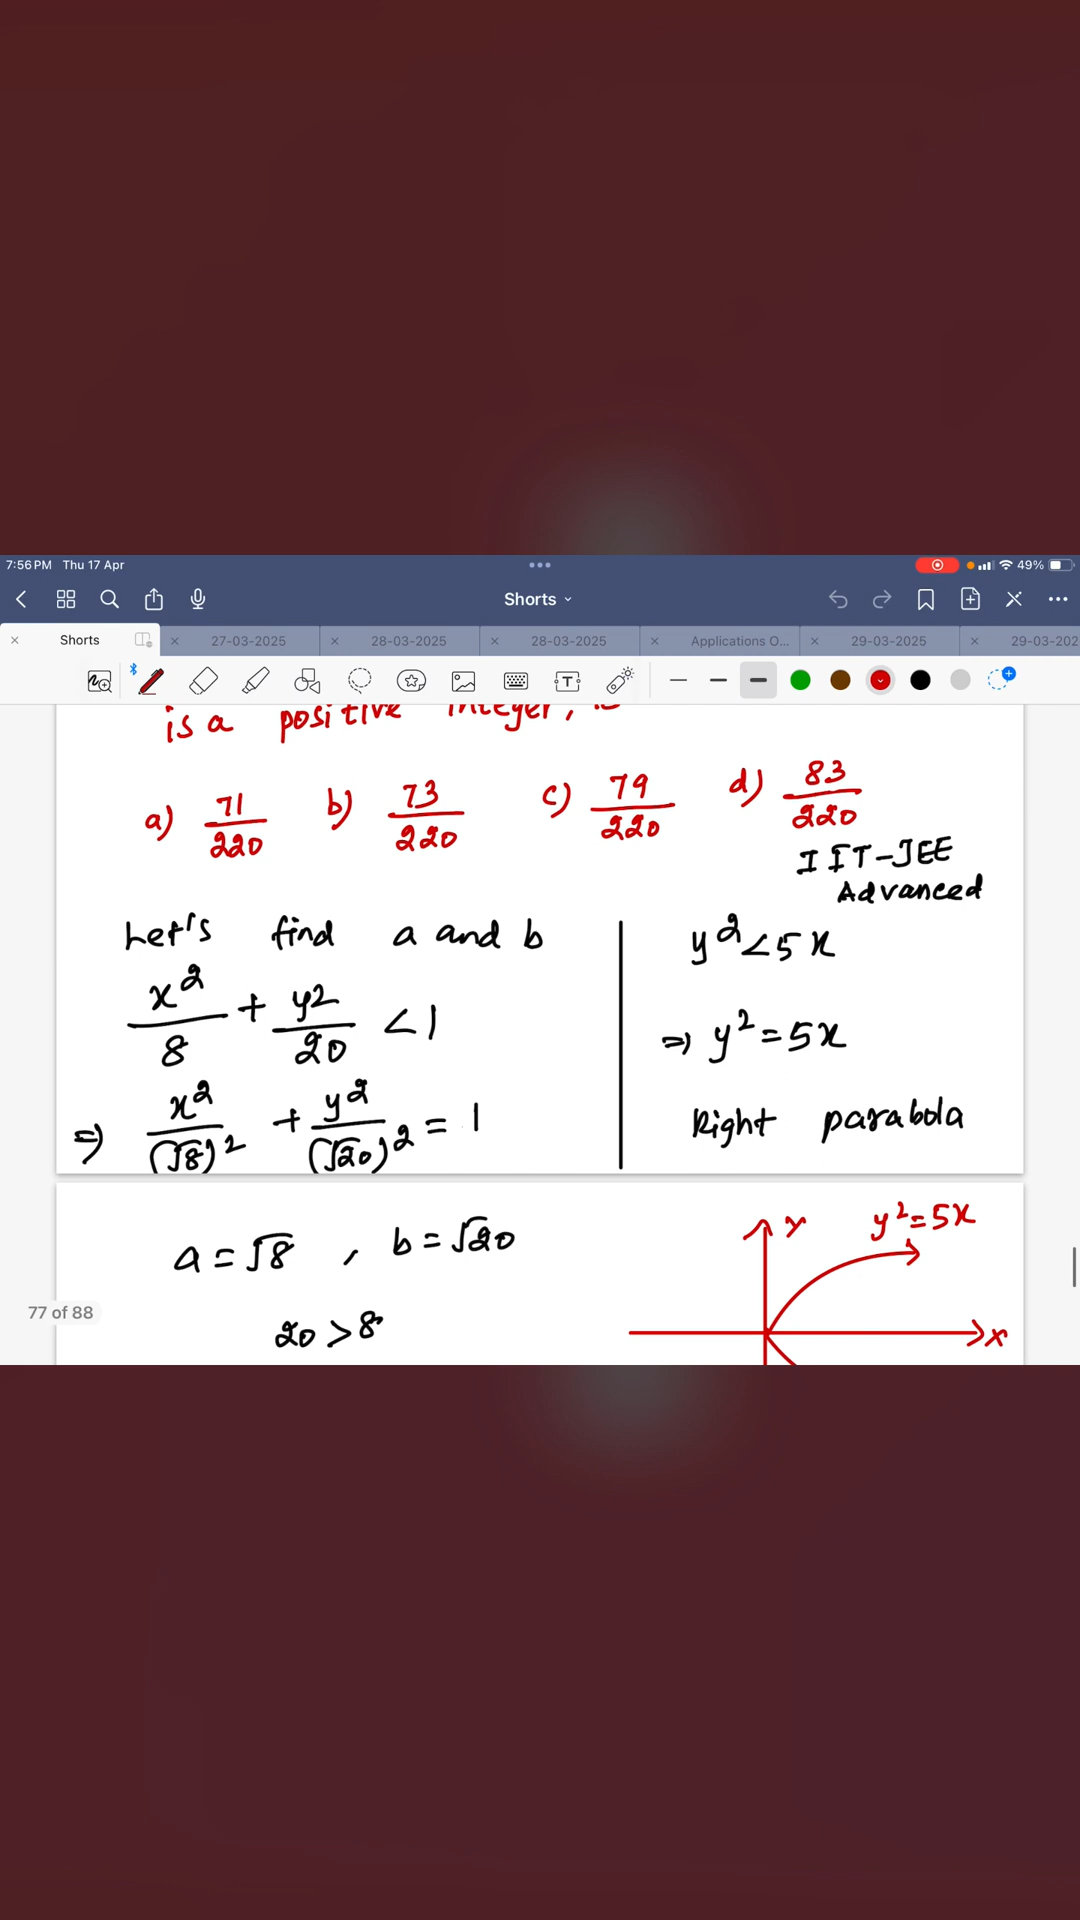 7:56 PM Thu 17 Apr
49%
Shorts
Shorts
27-03-2025
28-03-2025
28-03-2025
Applications O...
29-03-2025
29-03-202
T
is a positive integer,
a) 71/220 b) 73/220 c) 79/220 d) 83/220
IIT-JEE
Advanced
Let's find a and b
x²/8 + y²/20 < 1
⇒ x²/(√8)² + y²/(√20)² = 1
y² < 5x
⇒ y² = 5x
Right parabola
a = √8 , b = √20
20 > 8
y y² = 5x
x
77 of 88